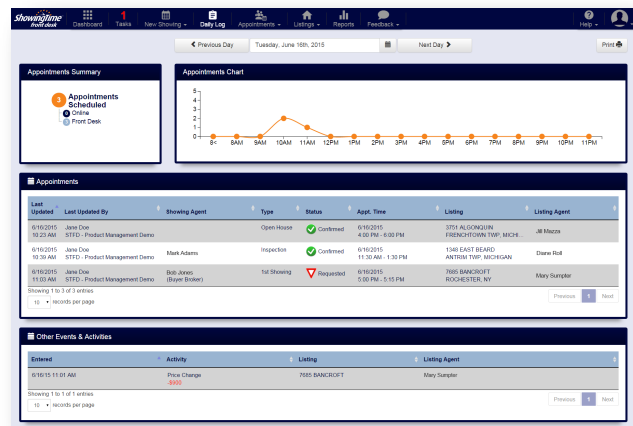 ShowingTime
front desk
Dashboard
1
Tasks
New Showing
Daily Log
Appointments
Listings
Reports
Feedback
Help
Previous Day
Tuesday, June 16th, 2015
Next Day
Print
Appointments Summary
3 Appointments
Scheduled
Online
Front Desk
Appointments Chart
5
4
3
2
1
0
8< 8AM 9AM 10AM 11AM 12PM 1PM 2PM 3PM 4PM 5PM 6PM 7PM 8PM 9PM 10PM 11PM
Appointments
Last
Updated Last Updated By Showing Agent Type Status Appt. Time Listing Listing Agent
6/16/2015 Jane Doe Open House Confirmed 6/16/2015 3751 ALGONQUIN Jill Mazza
10:23 AM STFD - Product Management Demo 4:00 PM - 6:00 PM FRENCHTOWN TWP, MICHI...
6/16/2015 Jane Doe Mark Adams Inspection Confirmed 6/16/2015 1346 EAST BEARD Diane Roll
10:39 AM STFD - Product Management Demo 11:30 AM - 1:30 PM ANTRIM TWP, MICHIGAN
6/16/2015 Jane Doe Bob Jones 1st Showing Requested 6/16/2015 7665 BANCROFT Mary Sumpter
11:03 AM STFD - Product Management Demo (Buyer Broker) 5:00 PM - 5:15 PM ROCHESTER, NY
Showing 1 to 3 of 3 entries
10 records per page
Previous 1 Next
Other Events & Activities
Entered Activity Listing Listing Agent
6/16/15 11:01 AM Price Change 7665 BANCROFT Mary Sumpter
-$900
Showing 1 to 1 of 1 entries
10 records per page
Previous 1 Next